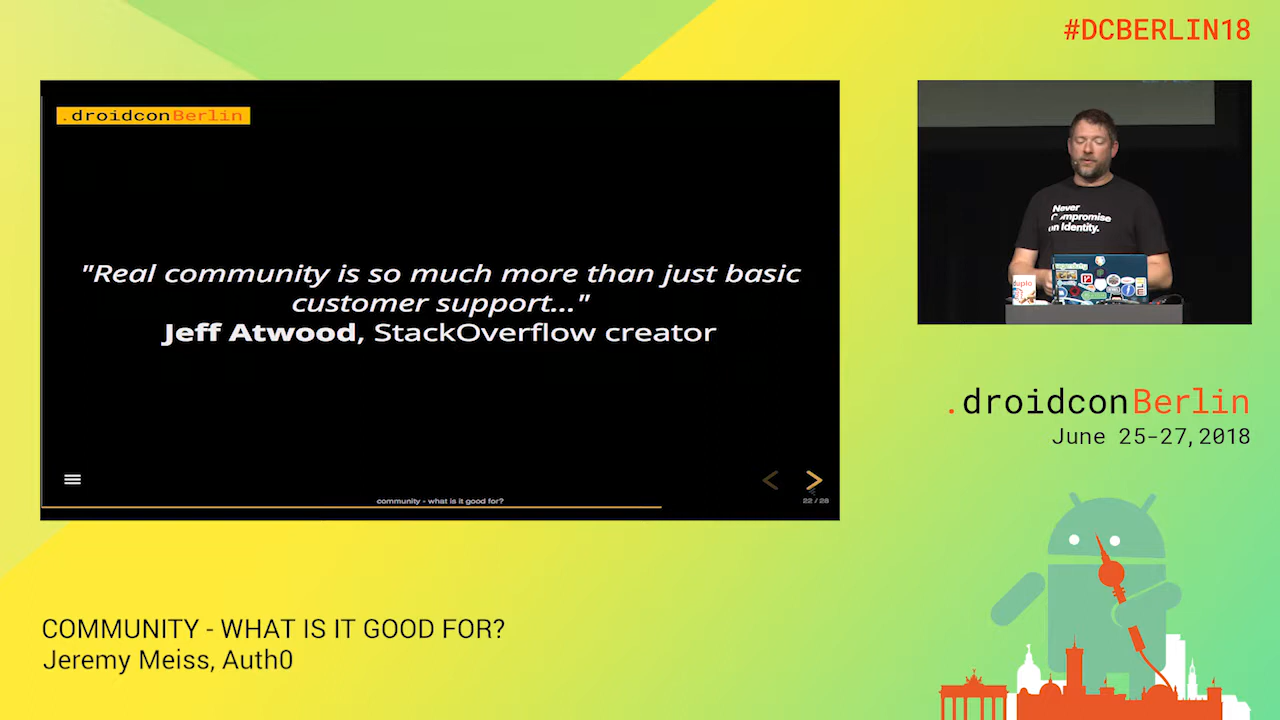 #DCBERLIN18
.droidconBerlin
"Real community is so much more than just basic
customer support..."
Jeff Atwood, StackOverflow creator
community - what is it good for?
22 / 28
Never
Compromise
on Identity.
duplo
.droidconBerlin
June 25-27, 2018
COMMUNITY - WHAT IS IT GOOD FOR?
Jeremy Meiss, Auth0